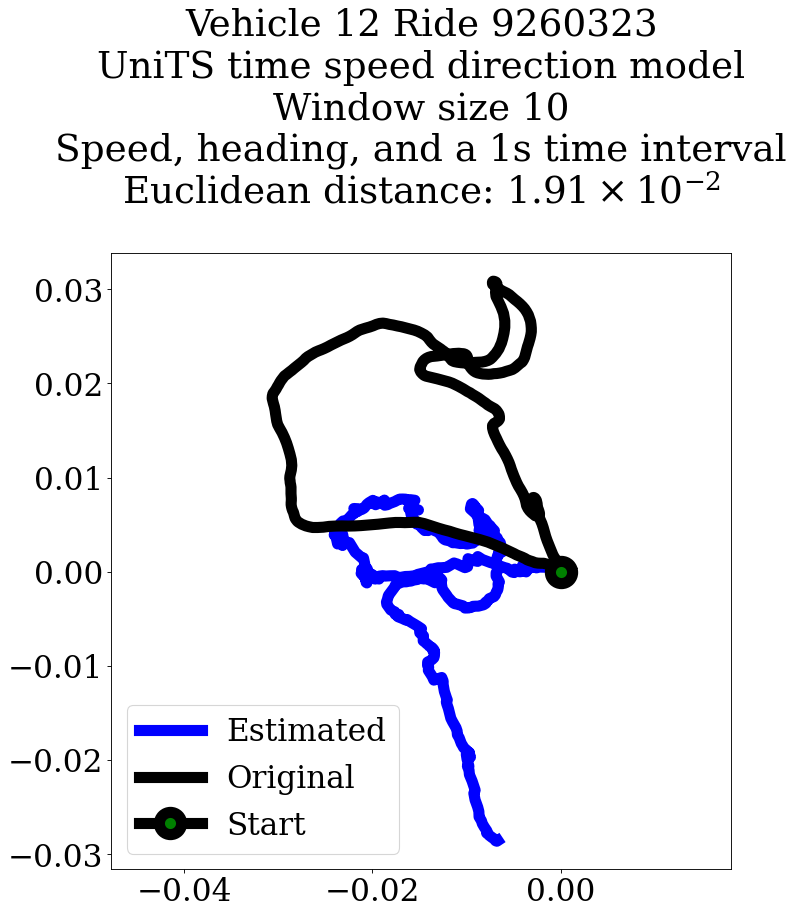 Vehicle 12 Ride 9260323
UniTS time speed direction model
Window size 10
Speed, heading, and a 1s time interval
Euclidean distance: 1.91 × 10⁻²
0.03
0.02
0.01
0.00
−0.01
−0.02
−0.03
Estimated
Original
Start
−0.04
−0.02
0.00